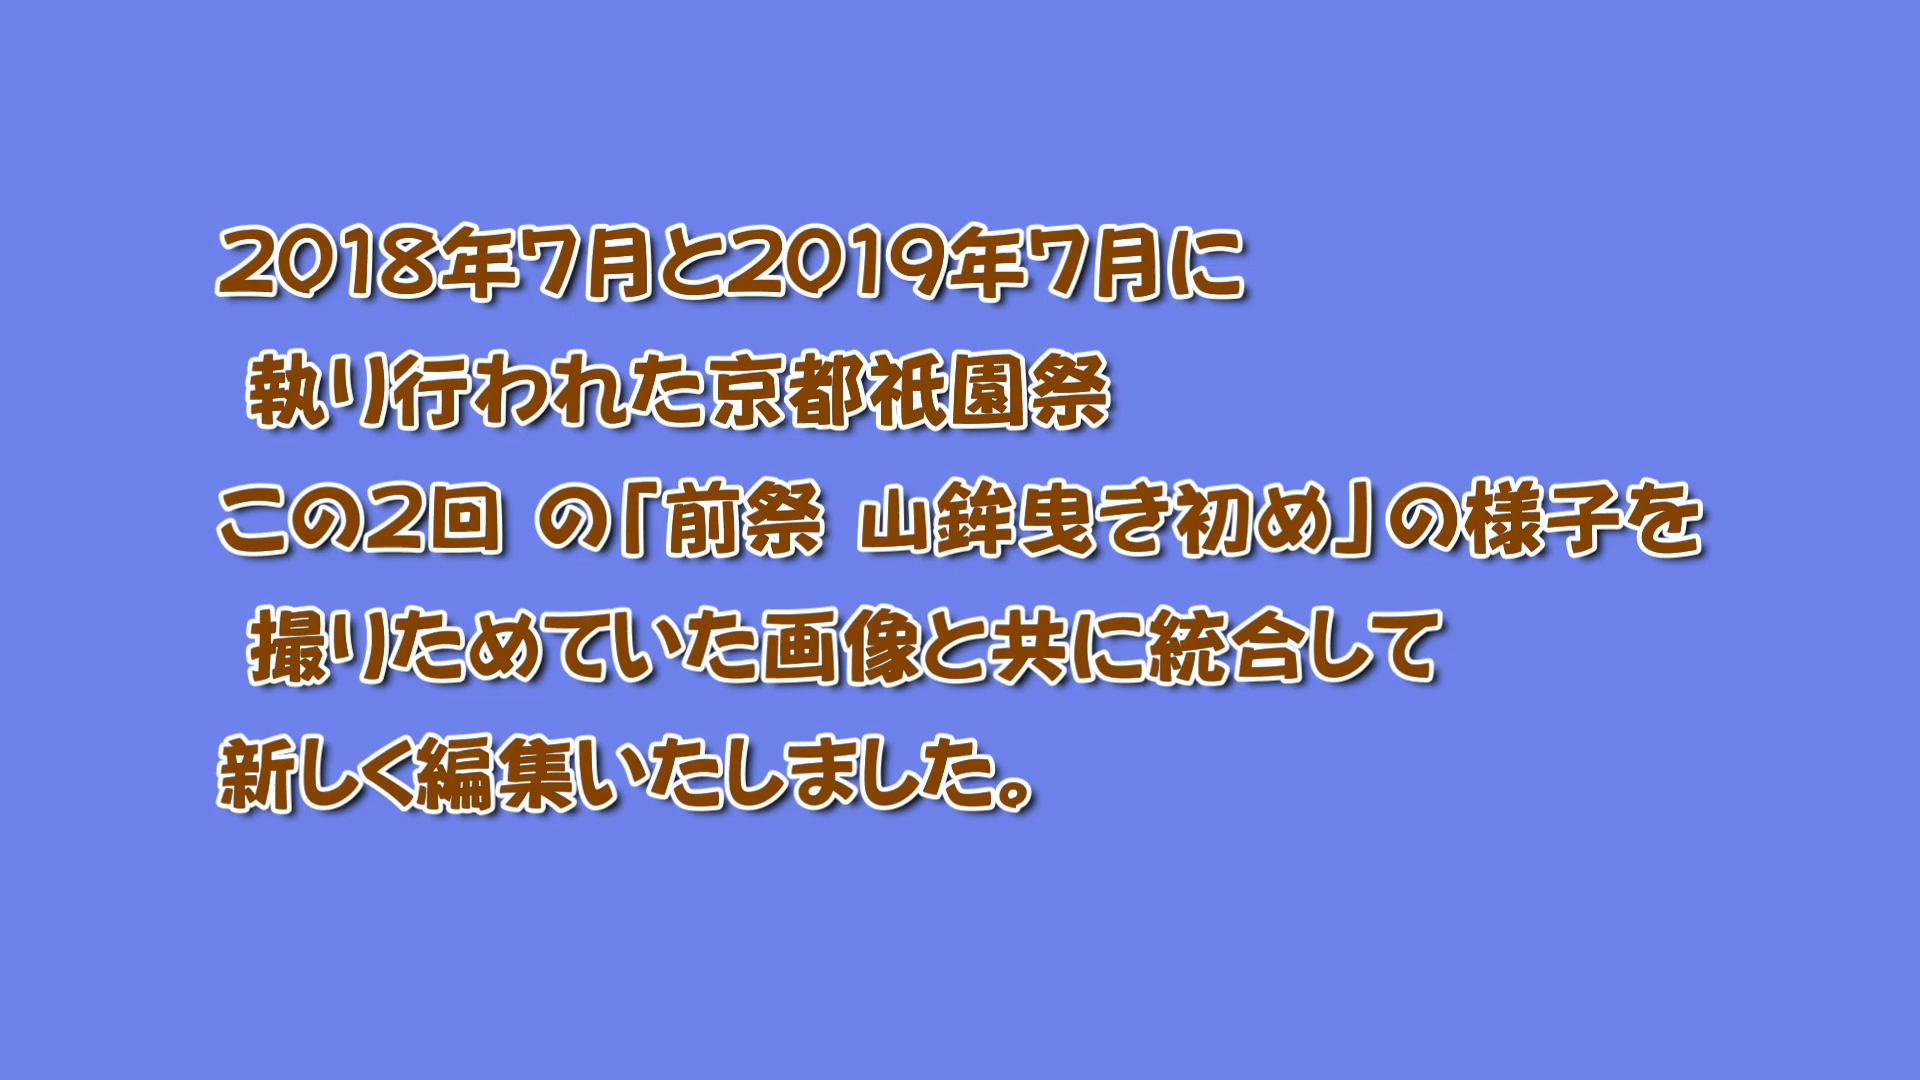 2018年7月と2019年7月に
執り行われた京都祇園祭
この2回 の「前祭 山鉾曳き初め」の様子を
撮りためていた画像と共に統合して
新しく編集いたしました。